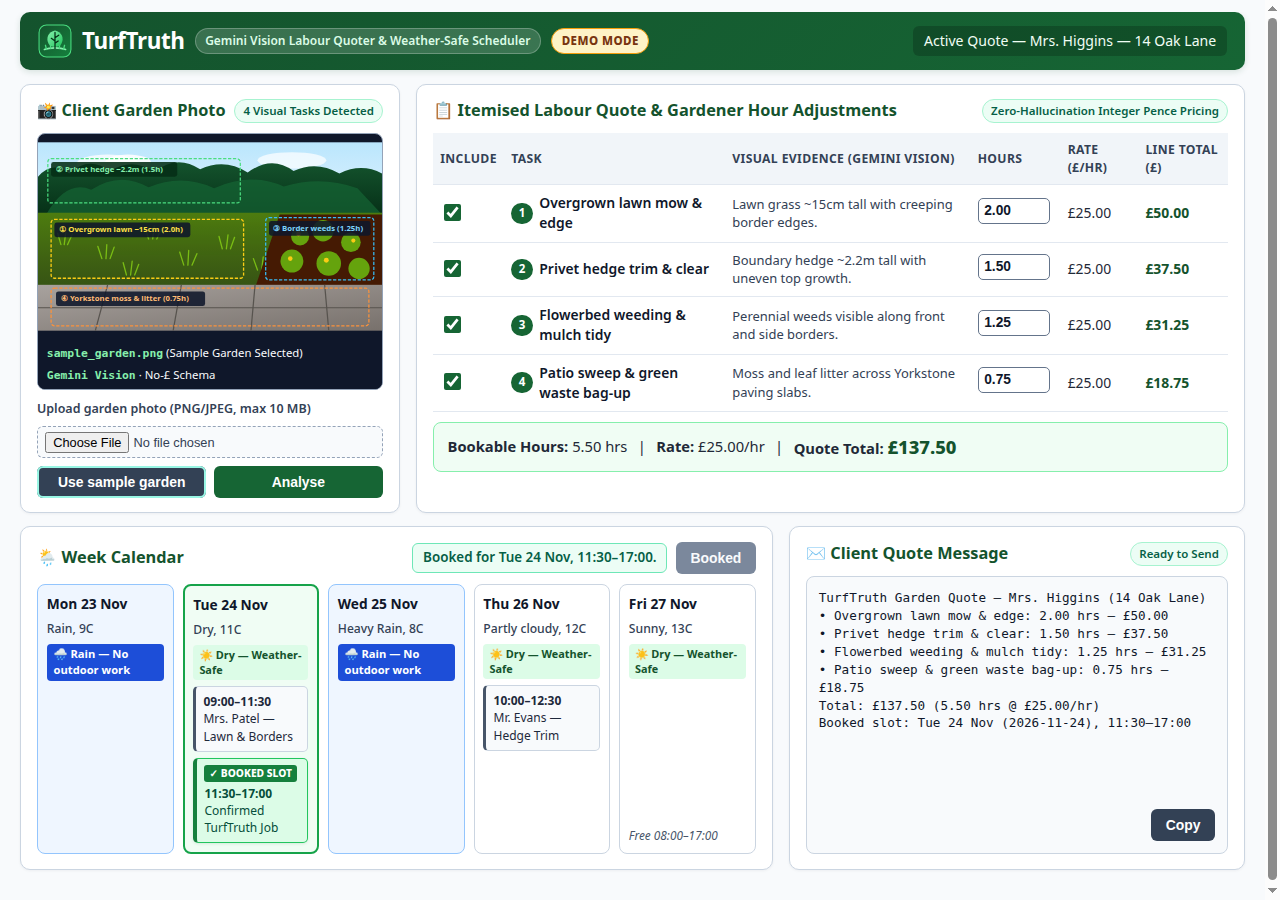 TurfTruth
Gemini Vision Labour Quoter & Weather-Safe Scheduler
DEMO MODE
Active Quote — Mrs. Higgins — 14 Oak Lane
📸 Client Garden Photo
4 Visual Tasks Detected
② Privet hedge ~2.2m (1.5h)
① Overgrown lawn ~15cm (2.0h)
③ Border weeds (1.25h)
④ Yorkstone moss & litter (0.75h)
sample_garden.png (Sample Garden Selected)
Gemini Vision · No-£ Schema
Upload garden photo (PNG/JPEG, max 10 MB)
Choose File No file chosen
Use sample garden
Analyse
📋 Itemised Labour Quote & Gardener Hour Adjustments
Zero-Hallucination Integer Pence Pricing
INCLUDE TASK VISUAL EVIDENCE (GEMINI VISION) HOURS RATE (£/HR) LINE TOTAL (£)
1 Overgrown lawn mow & edge
Lawn grass ~15cm tall with creeping border edges.
2.00 £25.00 £50.00
2 Privet hedge trim & clear
Boundary hedge ~2.2m tall with uneven top growth.
1.50 £25.00 £37.50
3 Flowerbed weeding & mulch tidy
Perennial weeds visible along front and side borders.
1.25 £25.00 £31.25
4 Patio sweep & green waste bag-up
Moss and leaf litter across Yorkstone paving slabs.
0.75 £25.00 £18.75
Bookable Hours: 5.50 hrs | Rate: £25.00/hr | Quote Total: £137.50
🌦️ Week Calendar
Booked for Tue 24 Nov, 11:30–17:00.
Booked
Mon 23 Nov
Rain, 9C
🌧️ Rain — No
outdoor work
Tue 24 Nov
Dry, 11C
☀️ Dry — Weather-
Safe
09:00–11:30
Mrs. Patel —
Lawn & Borders
✓ BOOKED SLOT
11:30–17:00
Confirmed
TurfTruth Job
Wed 25 Nov
Heavy Rain, 8C
🌧️ Rain — No
outdoor work
Thu 26 Nov
Partly cloudy, 12C
☀️ Dry — Weather-
Safe
10:00–12:30
Mr. Evans —
Hedge Trim
Fri 27 Nov
Sunny, 13C
☀️ Dry — Weather-
Safe
Free 08:00–17:00
✉️ Client Quote Message
Ready to Send
TurfTruth Garden Quote — Mrs. Higgins (14 Oak Lane)
• Overgrown lawn mow & edge: 2.00 hrs — £50.00
• Privet hedge trim & clear: 1.50 hrs — £37.50
• Flowerbed weeding & mulch tidy: 1.25 hrs — £31.25
• Patio sweep & green waste bag-up: 0.75 hrs —
£18.75
Total: £137.50 (5.50 hrs @ £25.00/hr)
Booked slot: Tue 24 Nov (2026-11-24), 11:30–17:00
Copy